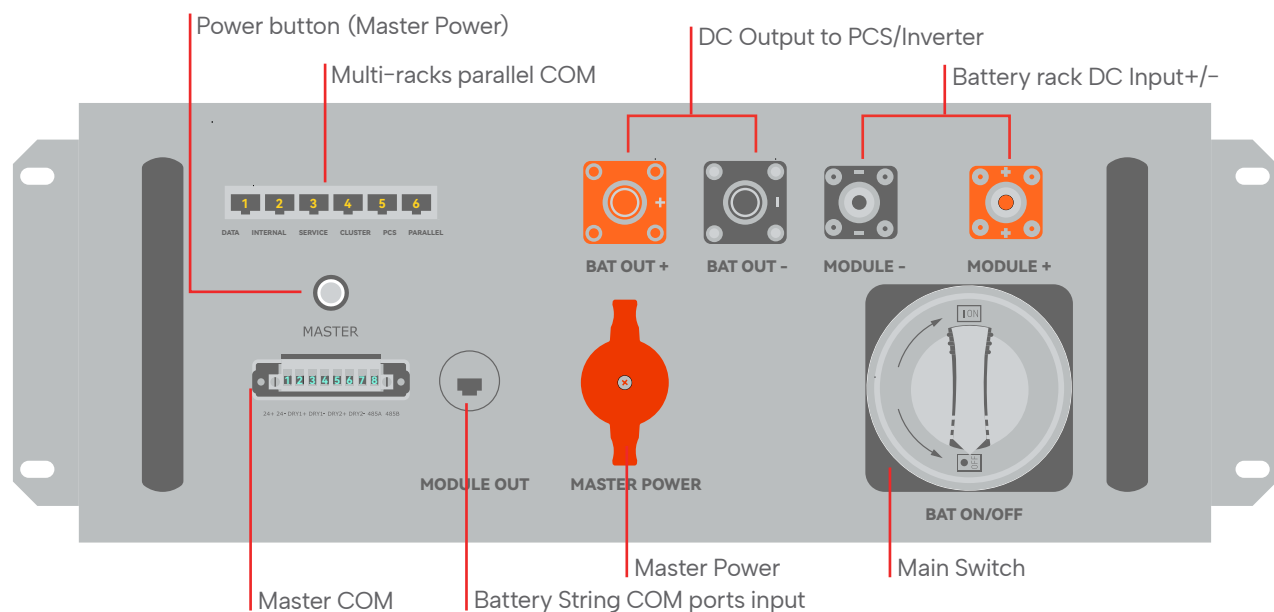 Power button (Master Power)
DC Output to PCS/Inverter
Multi-racks parallel COM
Battery rack DC Input+/-
1 2 3 4 5 6
DATA INTERNAL SERVICE CLUSTER PCS PARALLEL
+ - - +
- +
BAT OUT + BAT OUT - MODULE - MODULE +
I ON
MASTER
1 2 3 4 5 6 7 8
24+ 24- DRY1+ DRY1- DRY2+ DRY2- 485A 485B
OFF
MODULE OUT MASTER POWER
BAT ON/OFF
Master Power
Main Switch
Master COM
Battery String COM ports input